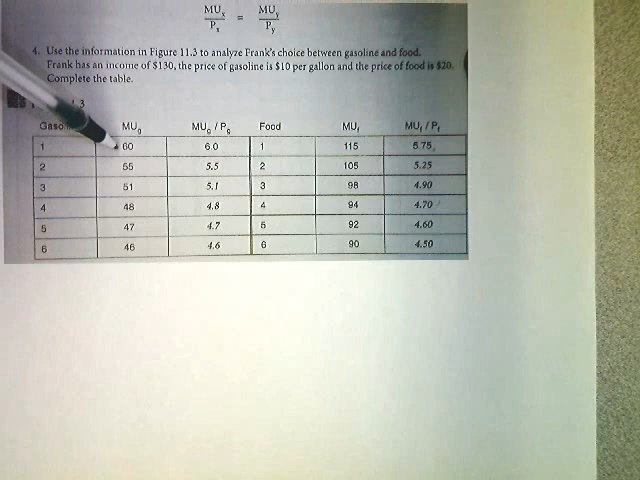 MUx = MUy
Px Py
4. Use the information in Figure 11.3 to analyze Frank's choice between gasoline and food.
Frank has an income of $130, the price of gasoline is $10 per gallon and the price of food is $20.
Complete the table.
3
Gaso MUg MUg / Pg Food MUf MUf / Pf
1 60 6.0 1 115 5.75
2 55 5.5 2 105 5.25
3 51 5.1 3 98 4.90
4 48 4.8 4 94 4.70
5 47 4.7 5 92 4.60
6 46 4.6 6 90 4.50